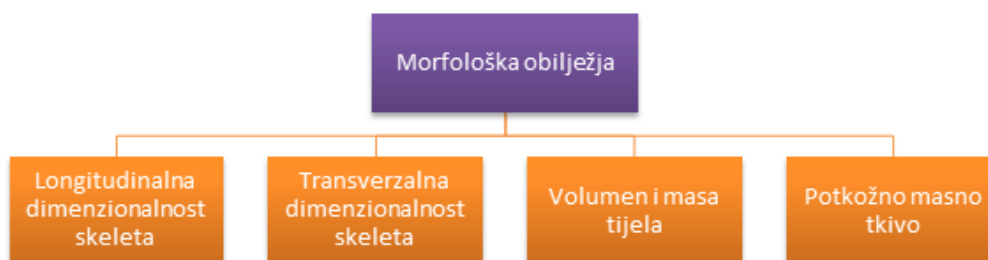 Morfološka obilježja
Longitudinalna
dimenzionalnost
skeleta
Transverzalna
dimenzionalnost
skeleta
Volumen i masa
tijela
Potkožno masno
tkivo